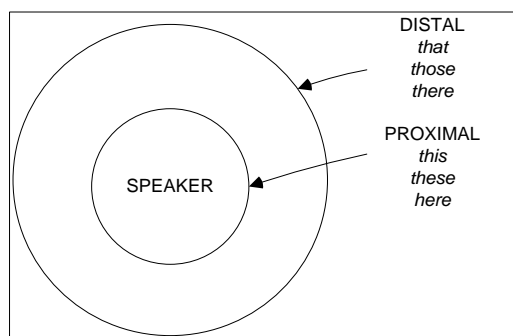 DISTAL
that
those
there
PROXIMAL
this
these
here
SPEAKER